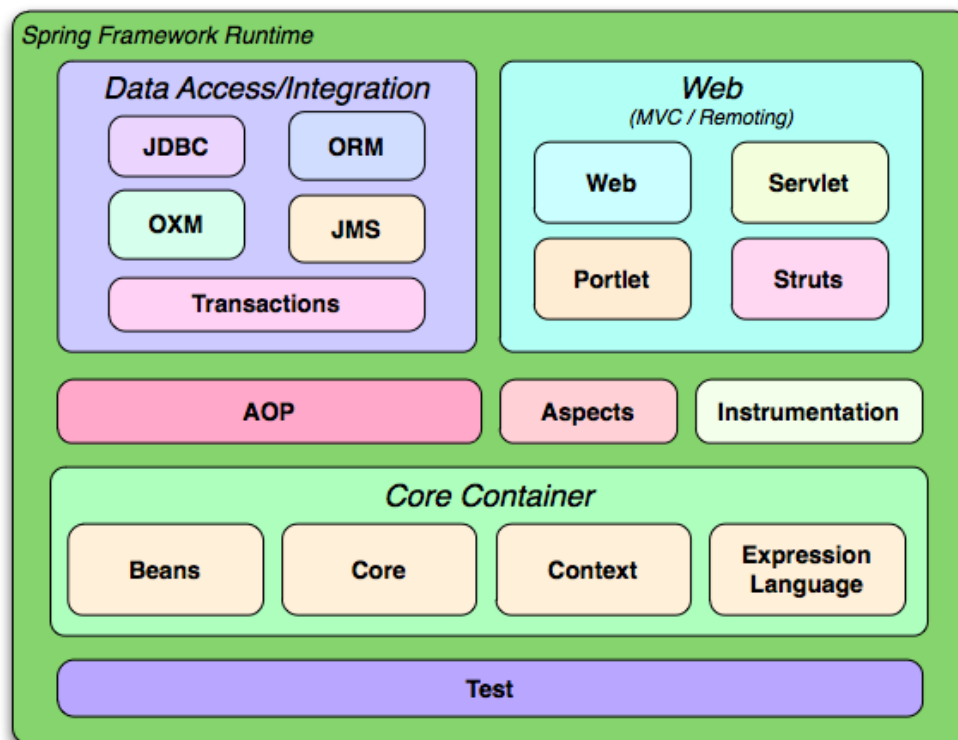 Spring Framework Runtime
Data Access/Integration
JDBC
ORM
OXM
JMS
Transactions
Web
(MVC / Remoting)
Web
Servlet
Portlet
Struts
AOP
Aspects
Instrumentation
Core Container
Beans
Core
Context
Expression
Language
Test